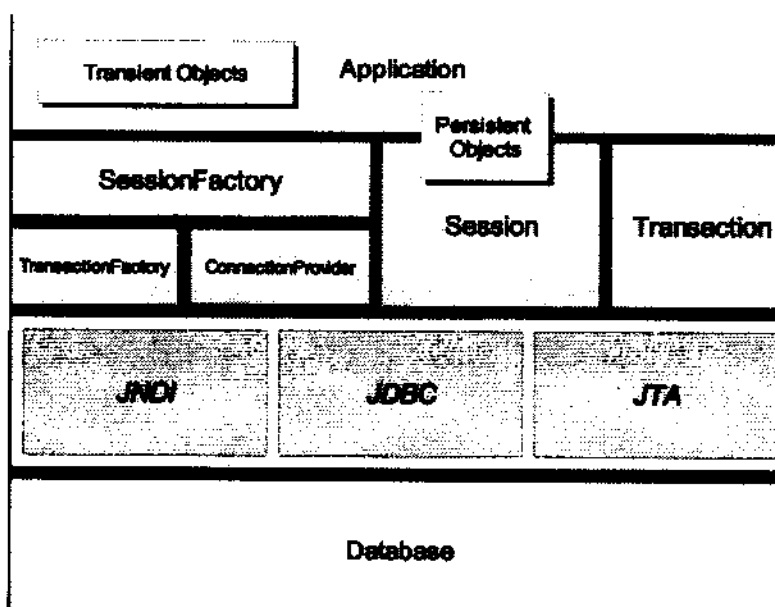 Transient Objects
Application
Persistent
Objects
SessionFactory
Session
Transaction
TransactionFactory
ConnectionProvider
JNDI
JDBC
JTA
Database